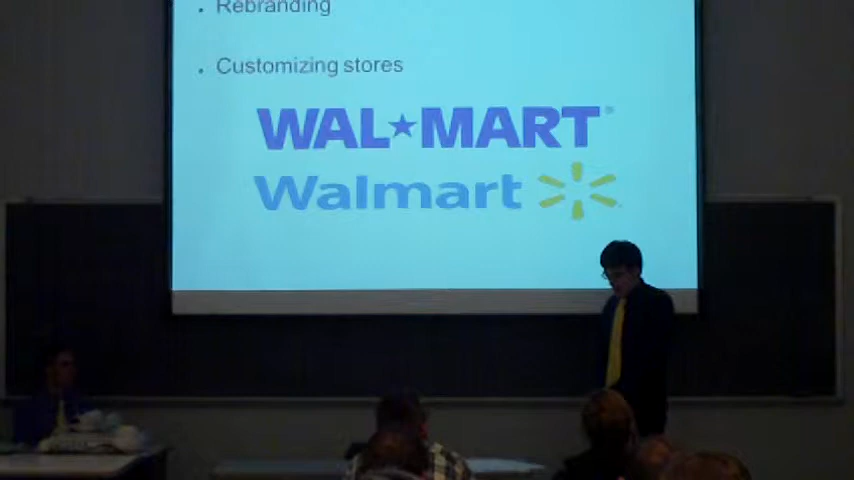 . Rebranding
. Customizing stores
WAL★MART®
Walmart